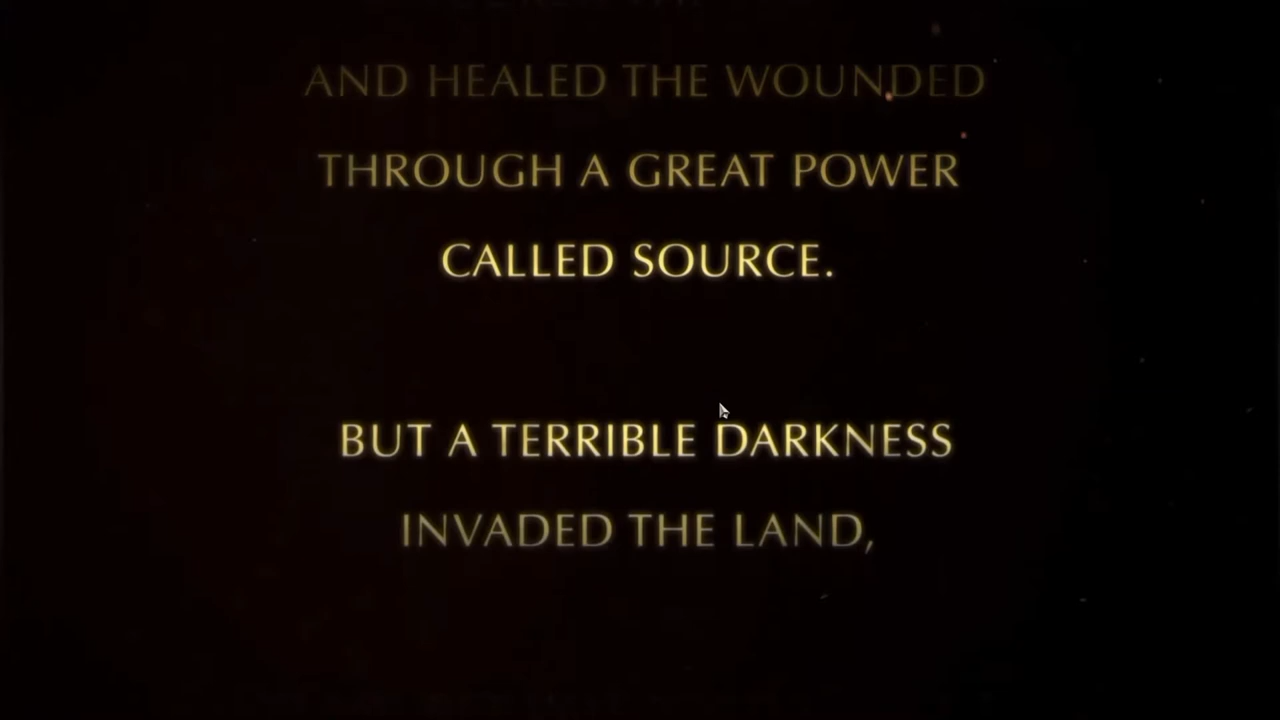 AND HEALED THE WOUNDED
THROUGH A GREAT POWER
CALLED SOURCE.
BUT A TERRIBLE DARKNESS
INVADED THE LAND,